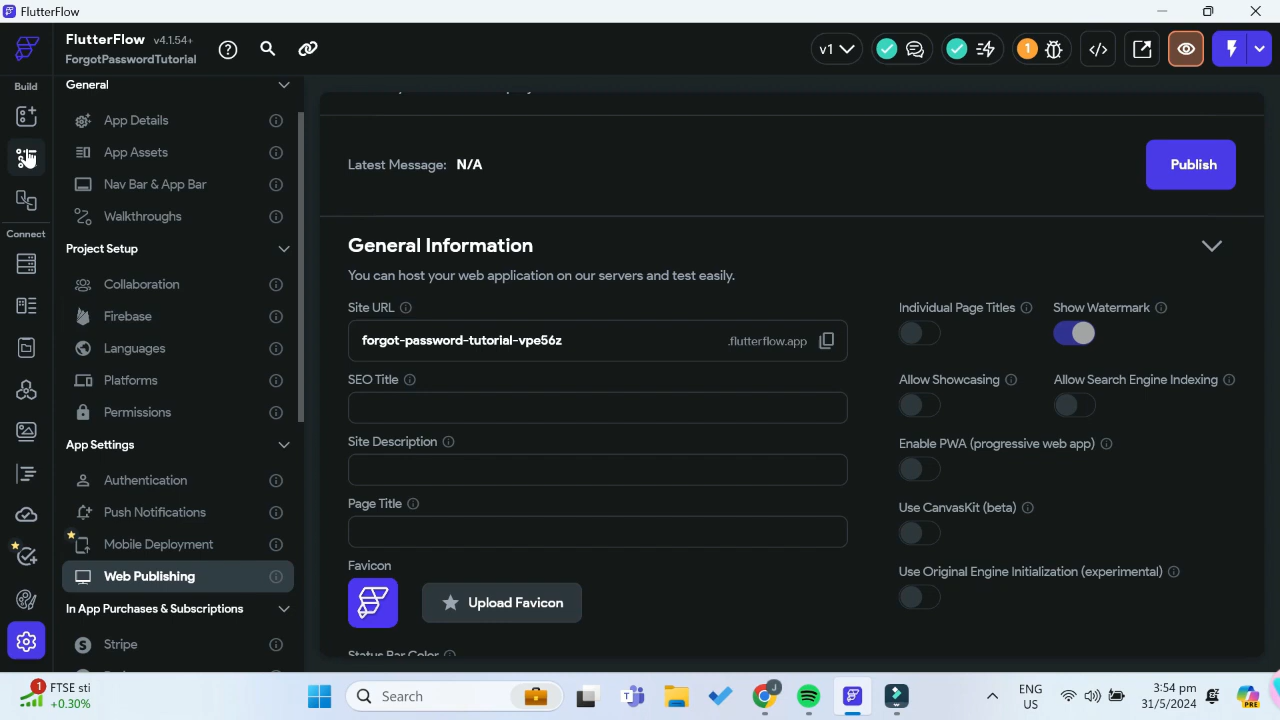 FlutterFlow
FlutterFlow v4.1.54+
ForgotPasswordTutorial
v1
1
Build
Connect
General
App Details
App Assets
Nav Bar & App Bar
Walkthroughs
Project Setup
Collaboration
Firebase
Languages
Platforms
Permissions
App Settings
Authentication
Push Notifications
Mobile Deployment
Web Publishing
In App Purchases & Subscriptions
Stripe
Latest Message: N/A
Publish
General Information
You can host your web application on our servers and test easily.
Site URL
forgot-password-tutorial-vpe56z .flutterflow.app
SEO Title
Site Description
Page Title
Favicon
Upload Favicon
Status Bar Color
Individual Page Titles
Show Watermark
Allow Showcasing
Allow Search Engine Indexing
Enable PWA (progressive web app)
Use CanvasKit (beta)
Use Original Engine Initialization (experimental)
1
FTSE sti
+0.30%
Search
J
ENG
US
3:54 pm
31/5/2024
PRE